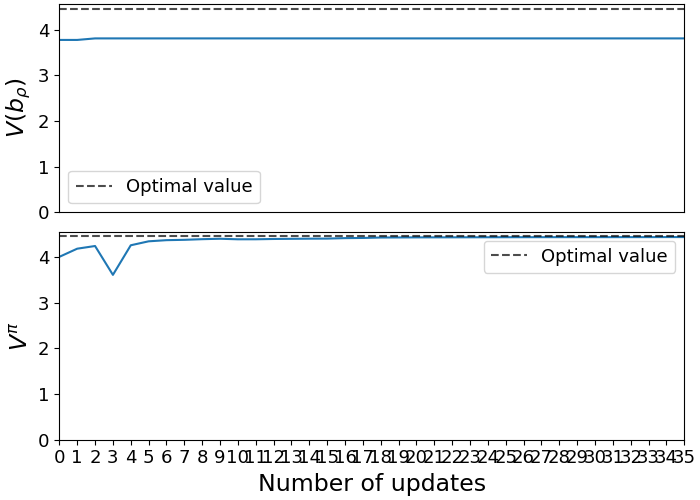 4
3
2
1
0
V(b_ρ)
Optimal value
4
3
2
1
0
V^π
Optimal value
0 1 2 3 4 5 6 7 8 9 10 11 12 13 14 15 16 17 18 19 20 21 22 23 24 25 26 27 28 29 30 31 32 33 34 35
Number of updates